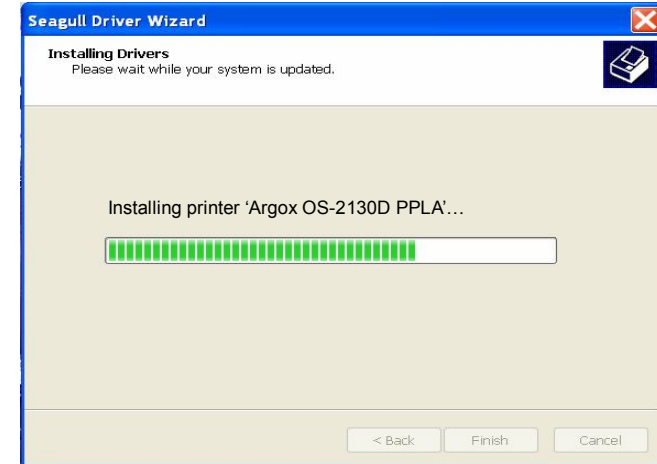 Seagull Driver Wizard
Installing Drivers
Please wait while your system is updated.
Installing printer ‘Argox OS-2130D PPLA’…
< Back Finish Cancel